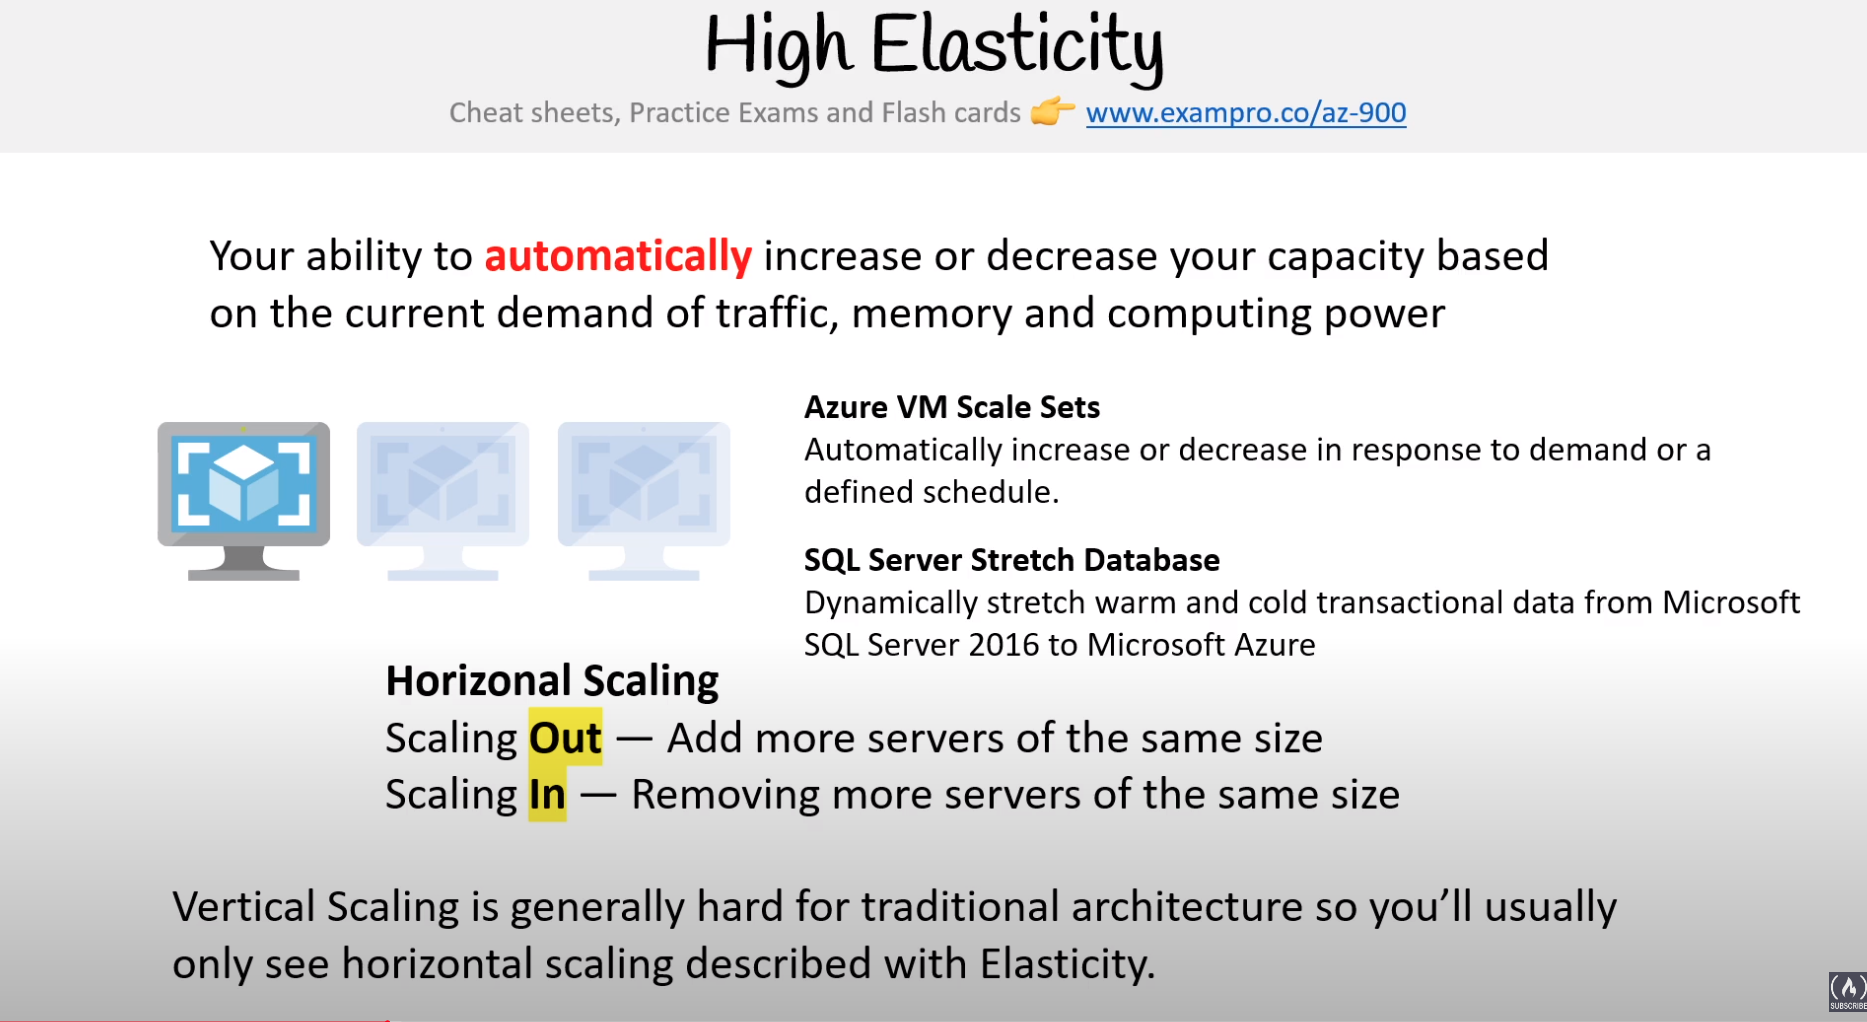 High Elasticity
Cheat sheets, Practice Exams and Flash cards 👉 www.exampro.co/az-900
Your ability to automatically increase or decrease your capacity based
on the current demand of traffic, memory and computing power
Azure VM Scale Sets
Automatically increase or decrease in response to demand or a
defined schedule.
SQL Server Stretch Database
Dynamically stretch warm and cold transactional data from Microsoft
SQL Server 2016 to Microsoft Azure
Horizonal Scaling
Scaling Out — Add more servers of the same size
Scaling In — Removing more servers of the same size
Vertical Scaling is generally hard for traditional architecture so you’ll usually
only see horizontal scaling described with Elasticity.
SUBSCRIBE